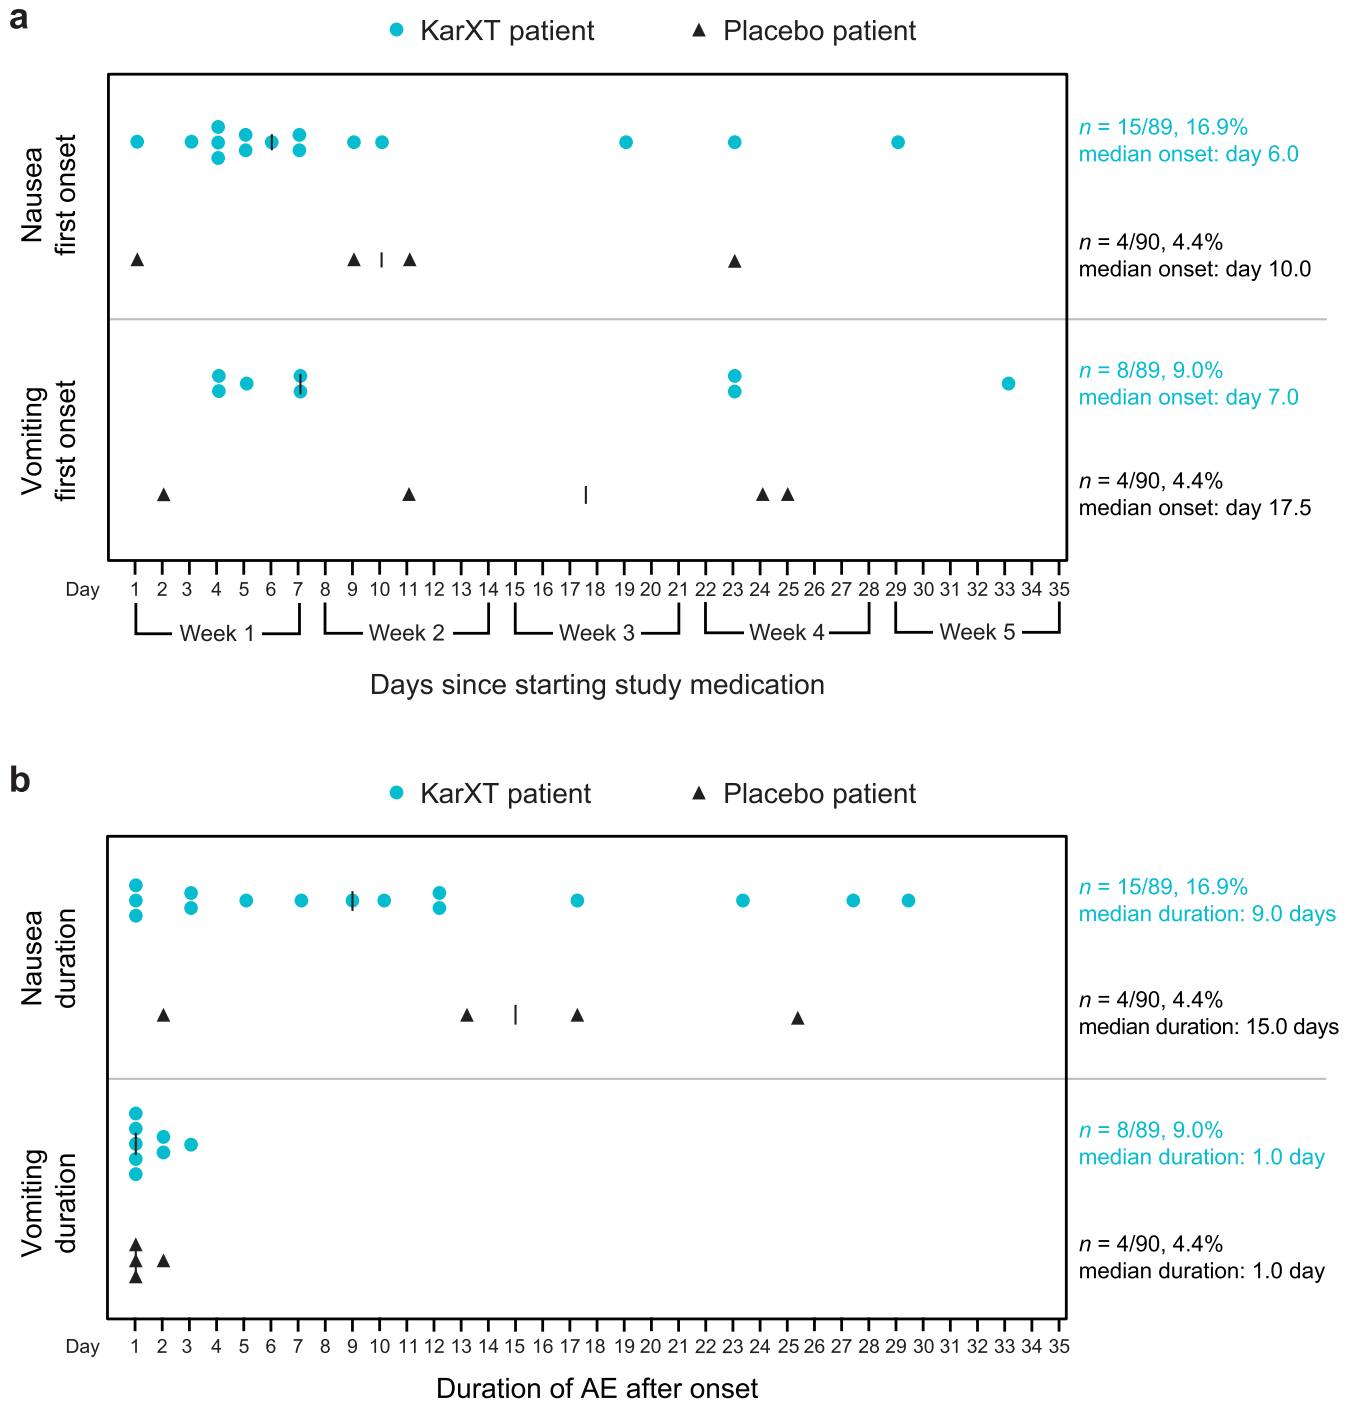 a
KarXT patient
Placebo patient
Nausea
first onset
n = 15/89, 16.9%
median onset: day 6.0
n = 4/90, 4.4%
median onset: day 10.0
Vomiting
first onset
n = 8/89, 9.0%
median onset: day 7.0
n = 4/90, 4.4%
median onset: day 17.5
Day 1 2 3 4 5 6 7 8 9 10 11 12 13 14 15 16 17 18 19 20 21 22 23 24 25 26 27 28 29 30 31 32 33 34 35
Week 1 Week 2 Week 3 Week 4 Week 5
Days since starting study medication
b
KarXT patient
Placebo patient
Nausea
duration
n = 15/89, 16.9%
median duration: 9.0 days
n = 4/90, 4.4%
median duration: 15.0 days
Vomiting
duration
n = 8/89, 9.0%
median duration: 1.0 day
n = 4/90, 4.4%
median duration: 1.0 day
Day 1 2 3 4 5 6 7 8 9 10 11 12 13 14 15 16 17 18 19 20 21 22 23 24 25 26 27 28 29 30 31 32 33 34 35
Duration of AE after onset